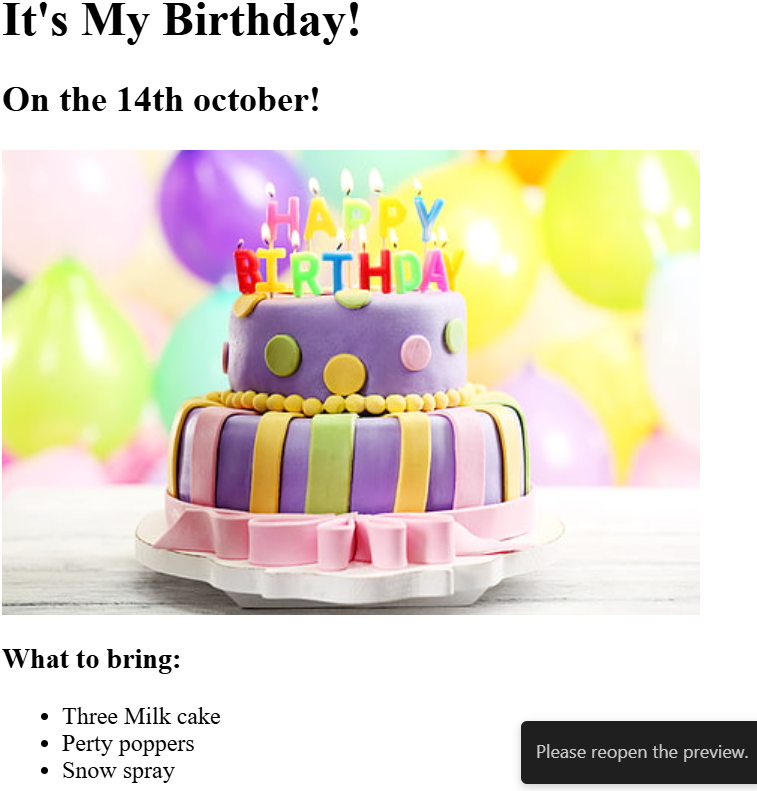 It's My Birthday!
On the 14th october!
HAPPY
BIRTHDAY
What to bring:
Three Milk cake
Perty poppers
Snow spray
Please reopen the preview.